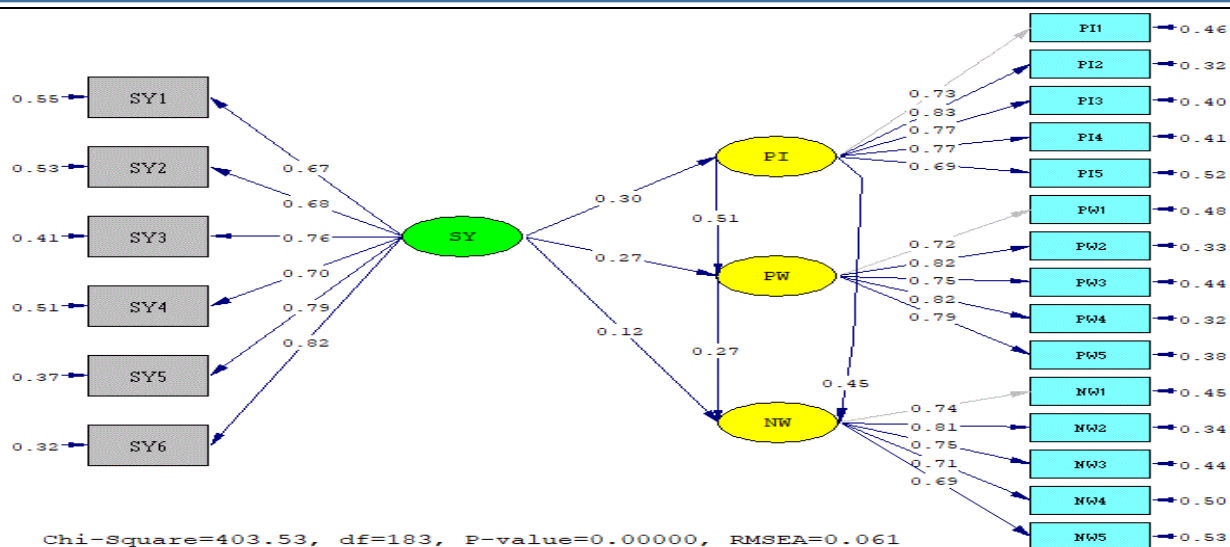 PI1 0.46
PI2 0.32
0.73
0.83
PI3 0.40
0.77
PI4 0.41
0.77
PI5 0.52
0.69
PW1 0.48
0.72
PW2 0.33
0.82
PW3 0.44
0.75
PW4 0.32
0.82
PW5 0.38
0.79
NW1 0.45
0.74
NW2 0.34
0.81
NW3 0.44
0.75
NW4 0.50
0.71
NW5 0.53
0.69
0.55 SY1
0.67
0.53 SY2
0.68
0.41 SY3
0.76
0.51 SY4
0.70
0.37 SY5
0.79
0.32 SY6
0.82
SY
PI
PW
NW
0.30
0.51
0.27
0.27
0.12
0.45
Chi-Square=403.53, df=183, P-value=0.00000, RMSEA=0.061